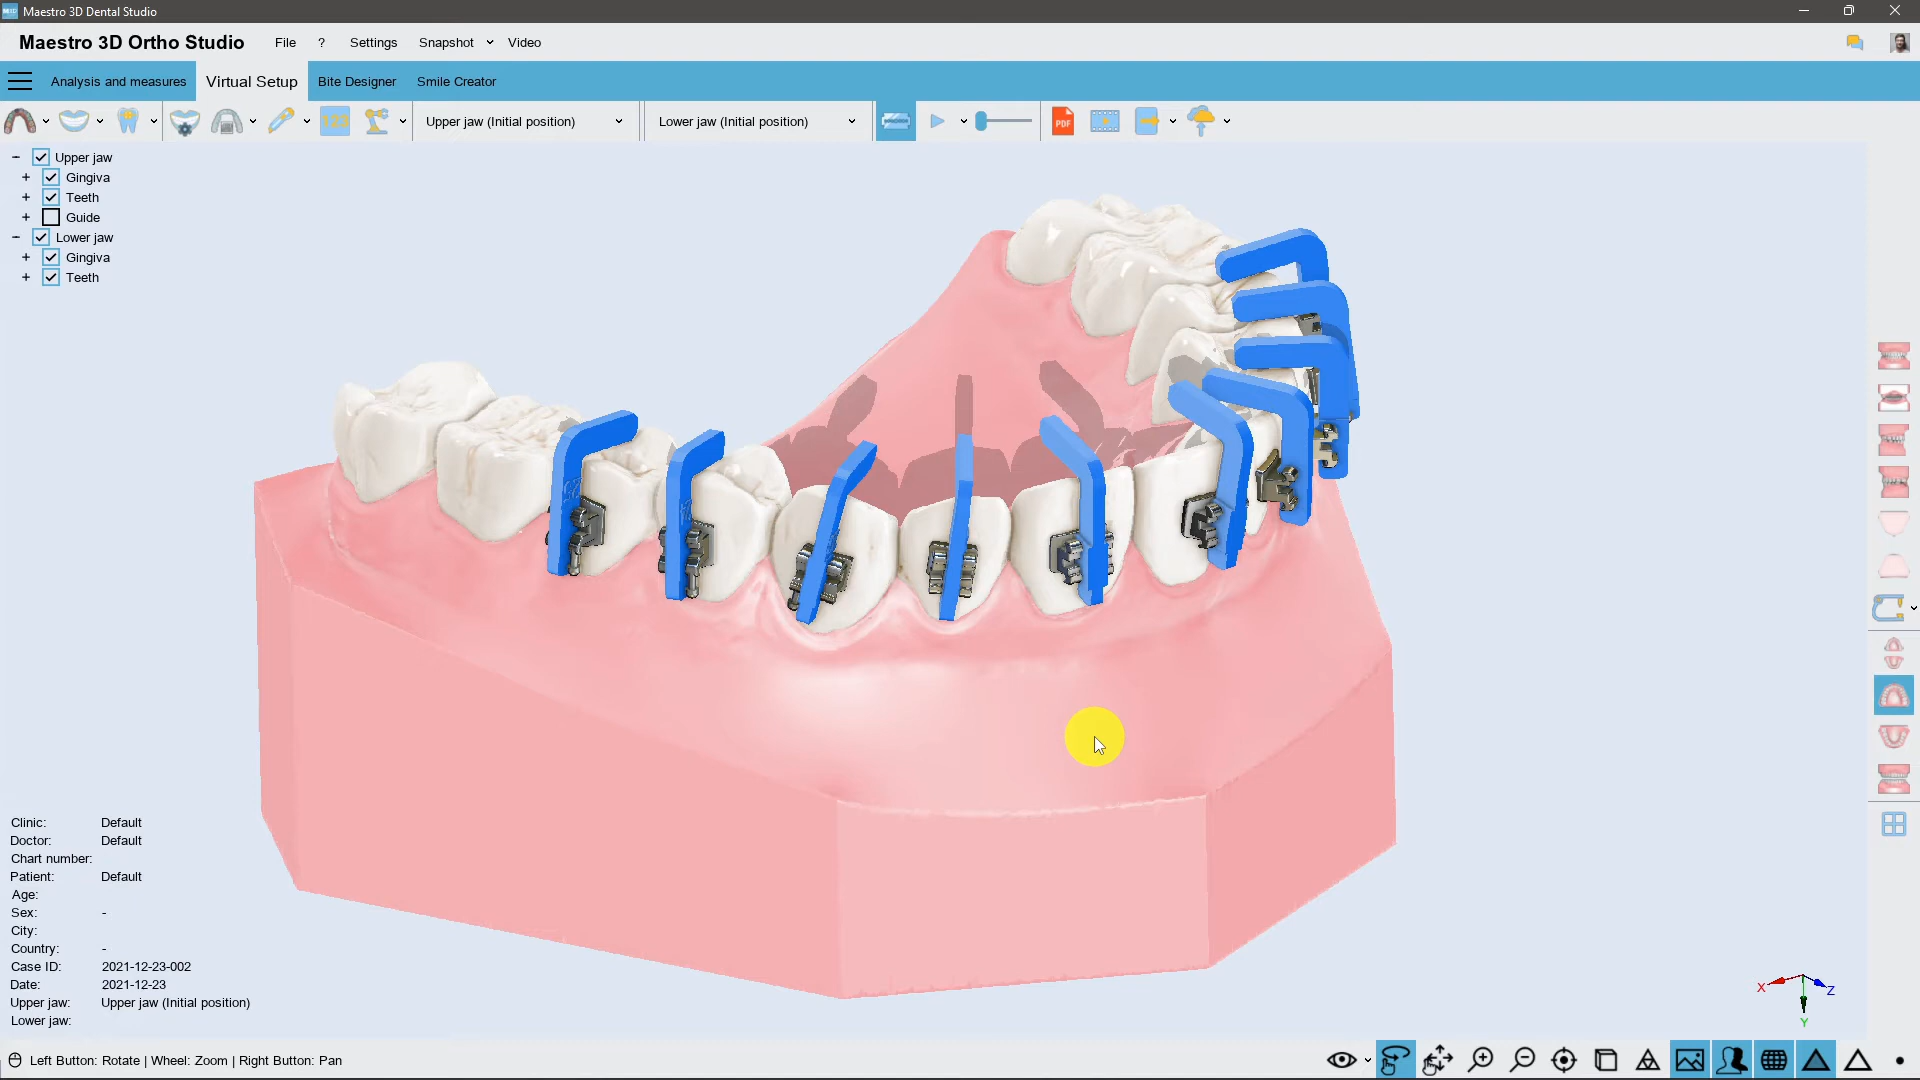 Maestro 3D Dental Studio
Maestro 3D Ortho Studio File ? Settings Snapshot Video
Analysis and measures Virtual Setup Bite Designer Smile Creator
123 Upper jaw (Initial position) Lower jaw (Initial position) PDF
Upper jaw
Gingiva
Teeth
Guide
Lower jaw
Gingiva
Teeth
Clinic: Default
Doctor: Default
Chart number:
Patient: Default
Age:
Sex: -
City:
Country: -
Case ID: 2021-12-23-002
Date: 2021-12-23
Upper jaw: Upper jaw (Initial position)
Lower jaw:
X Z
Y
Left Button: Rotate | Wheel: Zoom | Right Button: Pan